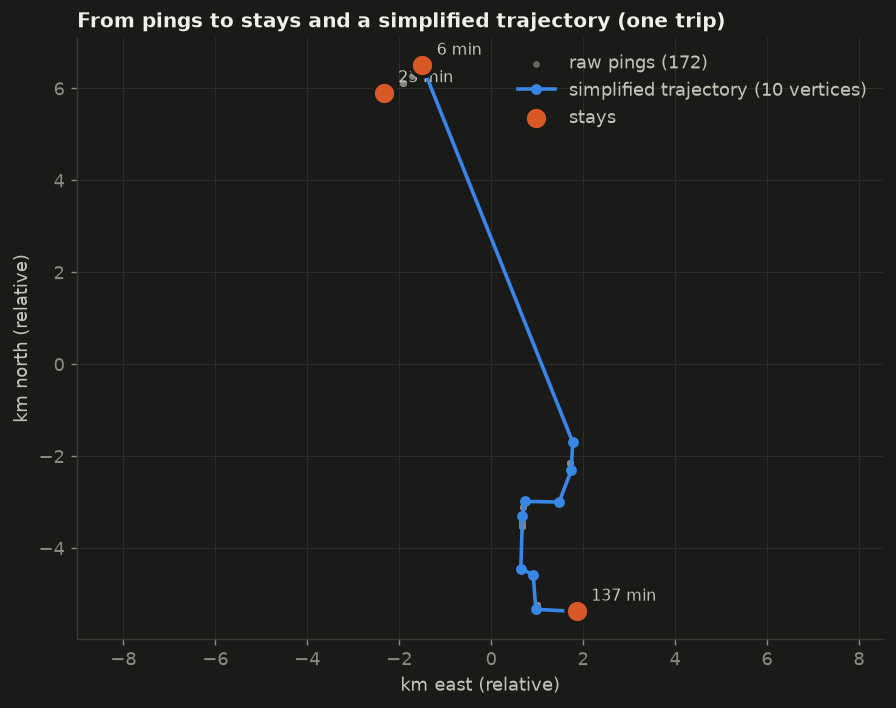 From pings to stays and a simplified trajectory (one trip)
6 min
min
raw pings (172)
simplified trajectory (10 vertices)
stays
137 min
6
4
2
0
−2
−4
km north (relative)
−8
−6
−4
−2
0
2
4
6
8
km east (relative)